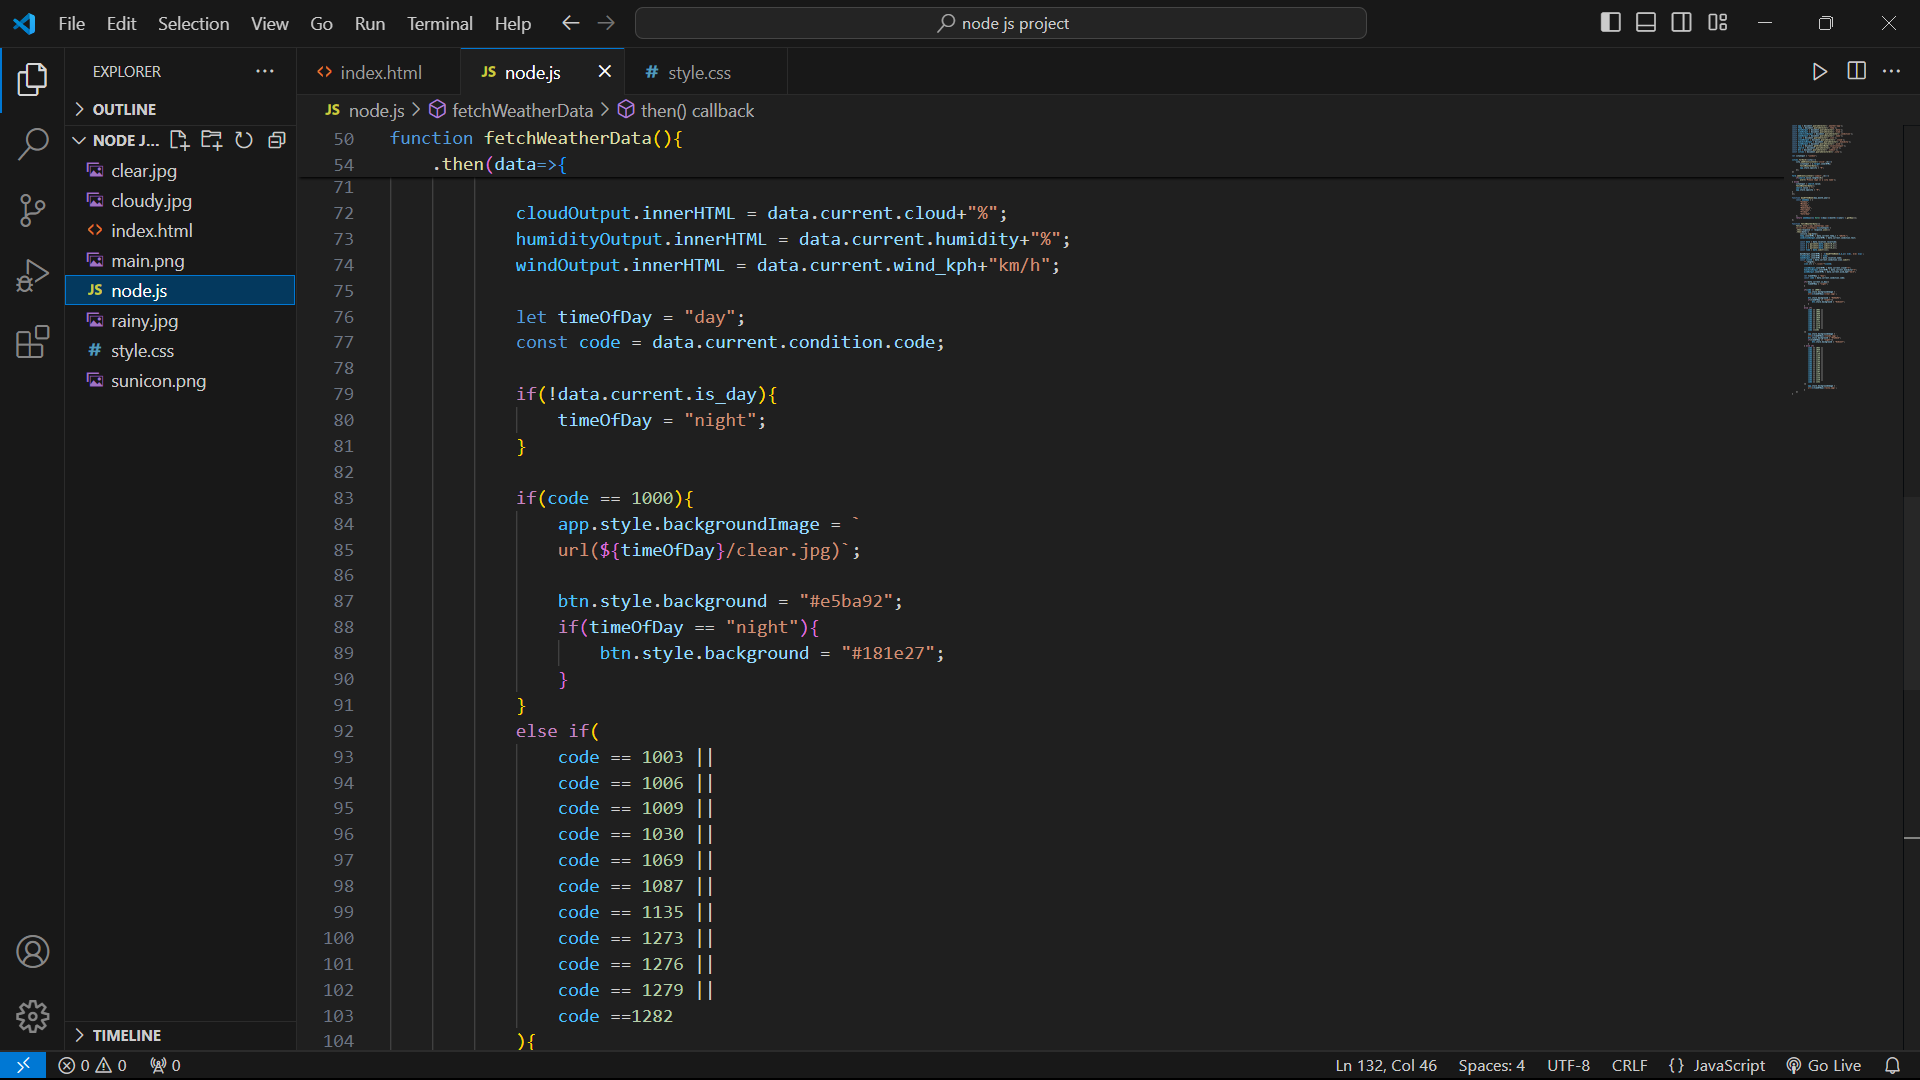 File Edit Selection View Go Run Terminal Help
node js project
EXPLORER
OUTLINE
NODE J...
clear.jpg
cloudy.jpg
index.html
main.png
JS node.js
rainy.jpg
# style.css
sunicon.png
TIMELINE
<> index.html
JS node.js
# style.css
JS node.js > fetchWeatherData > then() callback
50 function fetchWeatherData(){
54 .then(data=>{
71
72 cloudOutput.innerHTML = data.current.cloud+"%";
73 humidityOutput.innerHTML = data.current.humidity+"%";
74 windOutput.innerHTML = data.current.wind_kph+"km/h";
75
76 let timeOfDay = "day";
77 const code = data.current.condition.code;
78
79 if(!data.current.is_day){
80 timeOfDay = "night";
81 }
82
83 if(code == 1000){
84 app.style.backgroundImage = `
85 url(${timeOfDay}/clear.jpg)`;
86
87 btn.style.background = "#e5ba92";
88 if(timeOfDay == "night"){
89 btn.style.background = "#181e27";
90 }
91 }
92 else if(
93 code == 1003 ||
94 code == 1006 ||
95 code == 1009 ||
96 code == 1030 ||
97 code == 1069 ||
98 code == 1087 ||
99 code == 1135 ||
100 code == 1273 ||
101 code == 1276 ||
102 code == 1279 ||
103 code ==1282
104 ){
0 0 0
Ln 132, Col 46 Spaces: 4 UTF-8 CRLF {} JavaScript Go Live